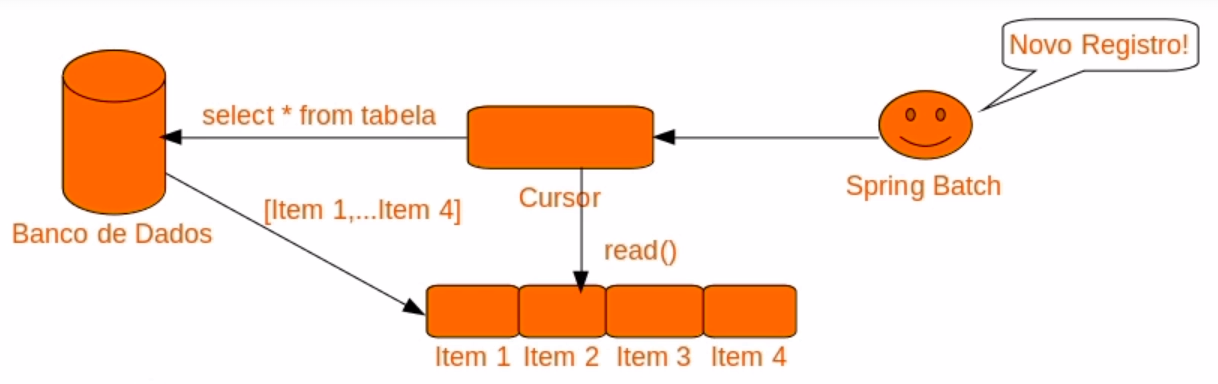 Novo Registro!
select * from tabela
Cursor
Spring Batch
[Item 1,...Item 4]
Banco de Dados
read()
Item 1
Item 2
Item 3
Item 4